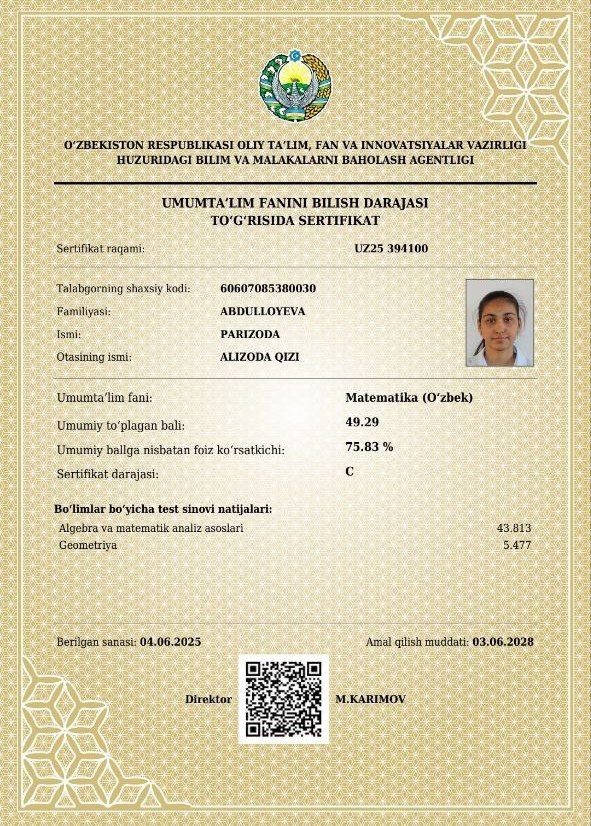 O‘ZBEKISTON RESPUBLIKASI OLIY TA’LIM, FAN VA INNOVATSIYALAR VAZIRLIGI
HUZURIDAGI BILIM VA MALAKALARNI BAHOLASH AGENTLIGI
UMUMTA’LIM FANINI BILISH DARAJASI
TO‘G‘RISIDA SERTIFIKAT
Sertifikat raqami: UZ25 394100
Talabgorning shaxsiy kodi: 60607085380030
Familiyasi: ABDULLOYEVA
Ismi: PARIZODA
Otasining ismi: ALIZODA QIZI
Umumta’lim fani: Matematika (O‘zbek)
Umumiy to‘plagan bali: 49.29
Umumiy ballga nisbatan foiz ko‘rsatkichi: 75.83 %
Sertifikat darajasi: C
Bo‘limlar bo‘yicha test sinovi natijalari:
Algebra va matematik analiz asoslari 43.813
Geometriya 5.477
Berilgan sanasi: 04.06.2025 Amal qilish muddati: 03.06.2028
Direktor M.KARIMOV